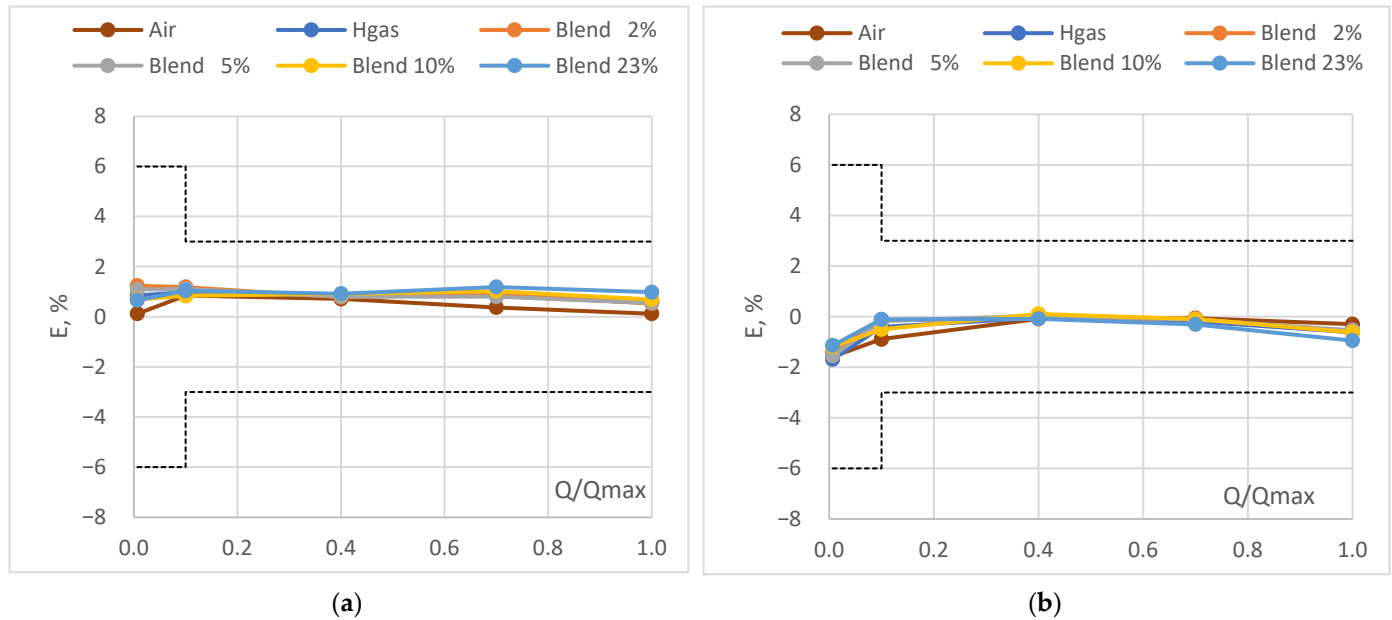 Air Hgas Blend 2%
Blend 5% Blend 10% Blend 23%
8
6
4
2
0
−2
−4
−6
−8
E, %
Q/Qmax
0.0 0.2 0.4 0.6 0.8 1.0
(a)
Air Hgas Blend 2%
Blend 5% Blend 10% Blend 23%
8
6
4
2
0
−2
−4
−6
−8
E, %
Q/Qmax
0.0 0.2 0.4 0.6 0.8 1.0
(b)